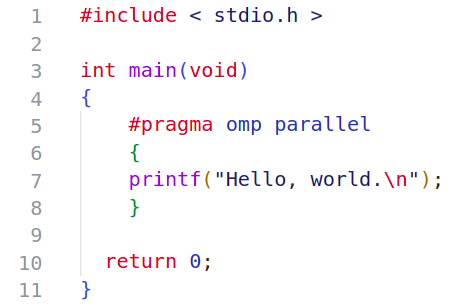 1 #include < stdio.h >
2
3 int main(void)
4 {
5     #pragma omp parallel
6     {
7     printf("Hello, world.\n");
8     }
9
10   return 0;
11 }